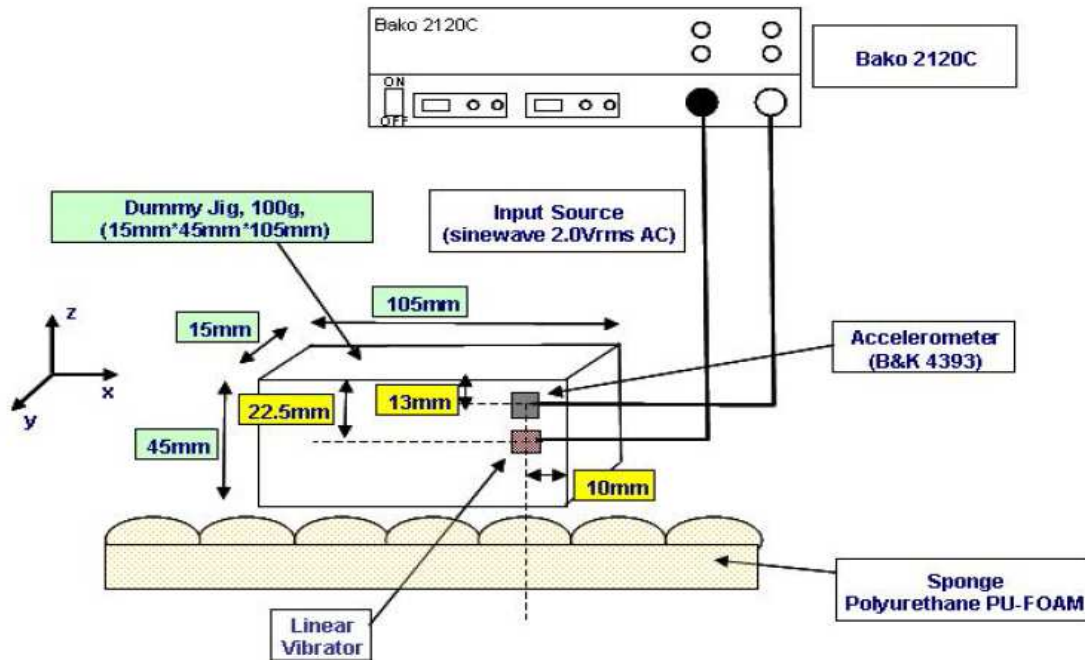 Bako 2120C
Bako 2120C
ON
OFF
Dummy Jig, 100g,
(15mm*45mm*105mm)
Input Source
(sinewave 2.0Vrms AC)
105mm
15mm
z
x
y
Accelerometer
(B&K 4393)
13mm
22.5mm
45mm
10mm
Sponge
Polyurethane PU-FOAM
Linear
Vibrator